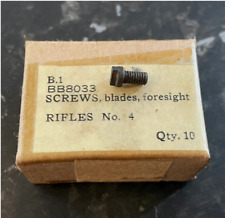 B.1
BB8033
SCREWS, blades, foresight
RIFLES No. 4
Qty. 10